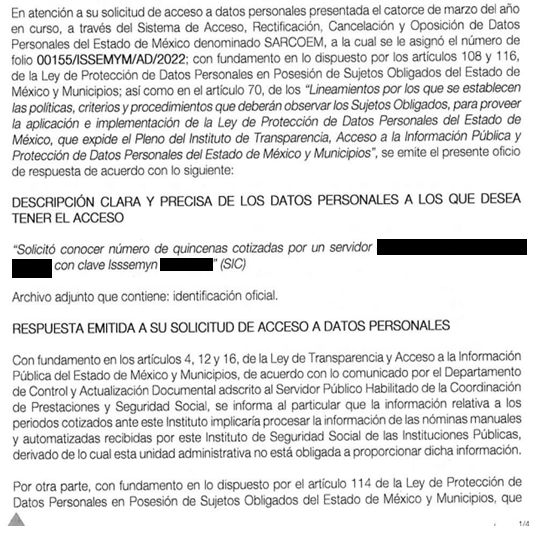 En atención a su solicitud de acceso a datos personales presentada el catorce de marzo del año
en curso, a través del Sistema de Acceso, Rectificación, Cancelación y Oposición de Datos
Personales del Estado de México denominado SARCOEM, a la cual se le asignó el número de
folio 00155/ISSEMYM/AD/2022; con fundamento en lo dispuesto por los artículos 108 y 116,
de la Ley de Protección de Datos Personales en Posesión de Sujetos Obligados del Estado de
México y Municipios; así como en el artículo 70, de los "Lineamientos por los que se establecen
las políticas, criterios y procedimientos que deberán observar los Sujetos Obligados, para proveer
la aplicación e implementación de la Ley de Protección de Datos Personales del Estado de
México, que expide el Pleno del Instituto de Transparencia, Acceso a la Información Pública y
Protección de Datos Personales del Estado de México y Municipios", se emite el presente oficio
de respuesta de acuerdo con lo siguiente:
DESCRIPCIÓN CLARA Y PRECISA DE LOS DATOS PERSONALES A LOS QUE DESEA
TENER EL ACCESO
"Solicitó conocer número de quincenas cotizadas por un servidor
con clave Isssemyn " (SIC)
Archivo adjunto que contiene: identificación oficial.
RESPUESTA EMITIDA A SU SOLICITUD DE ACCESO A DATOS PERSONALES
Con fundamento en los artículos 4, 12 y 16, de la Ley de Transparencia y Acceso a la Información
Pública del Estado de México y Municipios, de acuerdo con lo comunicado por el Departamento
de Control y Actualización Documental adscrito al Servidor Público Habilitado de la Coordinación
de Prestaciones y Seguridad Social, se informa al particular que la información relativa a los
periodos cotizados ante este Instituto implicaría procesar la información de las nóminas manuales
y automatizadas recibidas por este Instituto de Seguridad Social de las Instituciones Públicas,
derivado de lo cual esta unidad administrativa no está obligada a proporcionar dicha información.
Por otra parte, con fundamento en lo dispuesto por el artículo 114 de la Ley de Protección de
Datos Personales en Posesión de Sujetos Obligados del Estado de México y Municipios, que
1/4